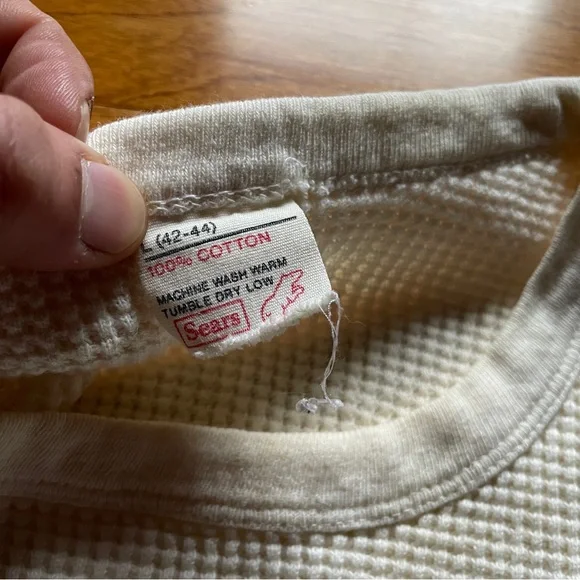 L (42-44)
100% COTTON
MACHINE WASH WARM
TUMBLE DRY LOW
Sears